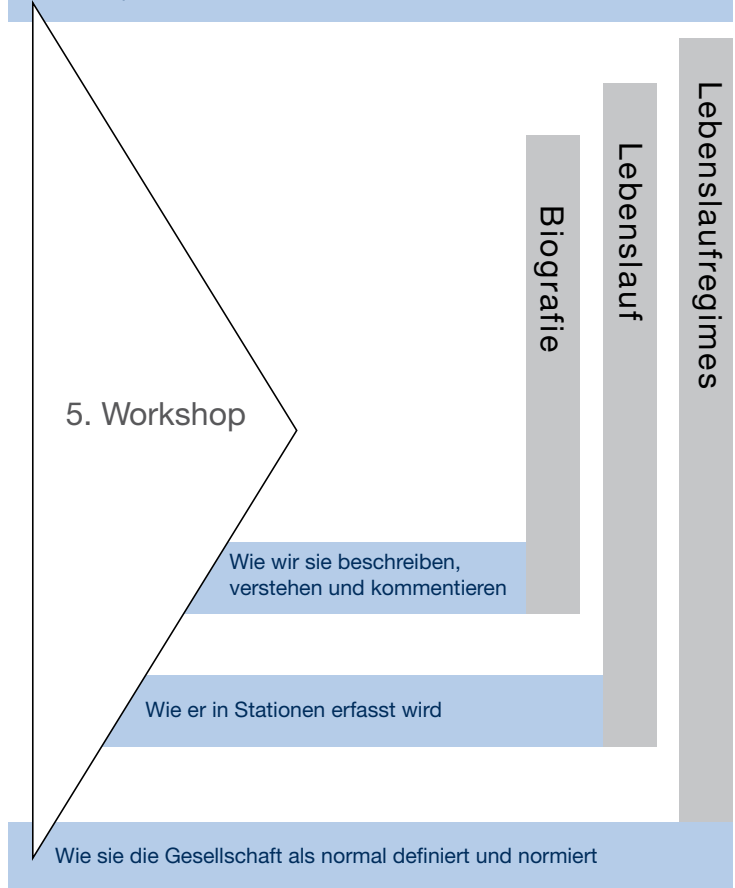 Lebenslaufregimes
Lebenslauf
Biografie
5. Workshop
Wie wir sie beschreiben,
verstehen und kommentieren
Wie er in Stationen erfasst wird
Wie sie die Gesellschaft als normal definiert und normiert